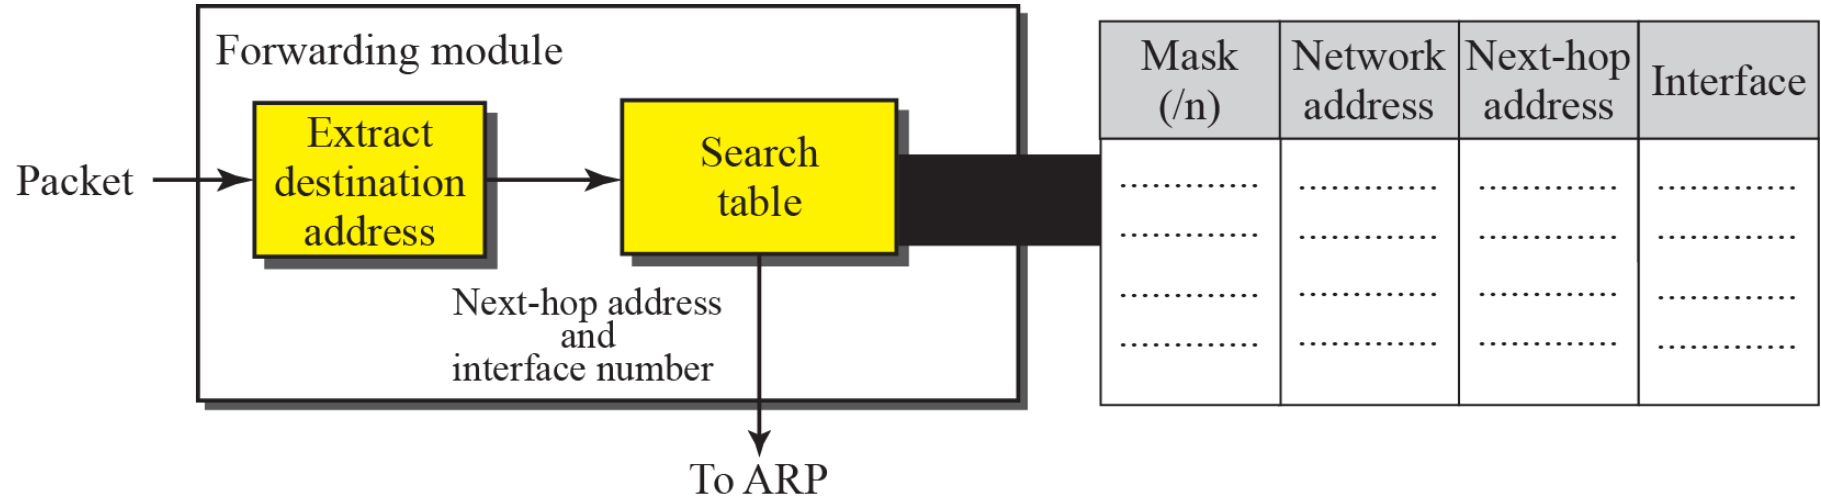 Forwarding module
Packet
Extract
destination
address
Search
table
Next-hop address
and
interface number
To ARP
Mask
(/n)
Network
address
Next-hop
address
Interface